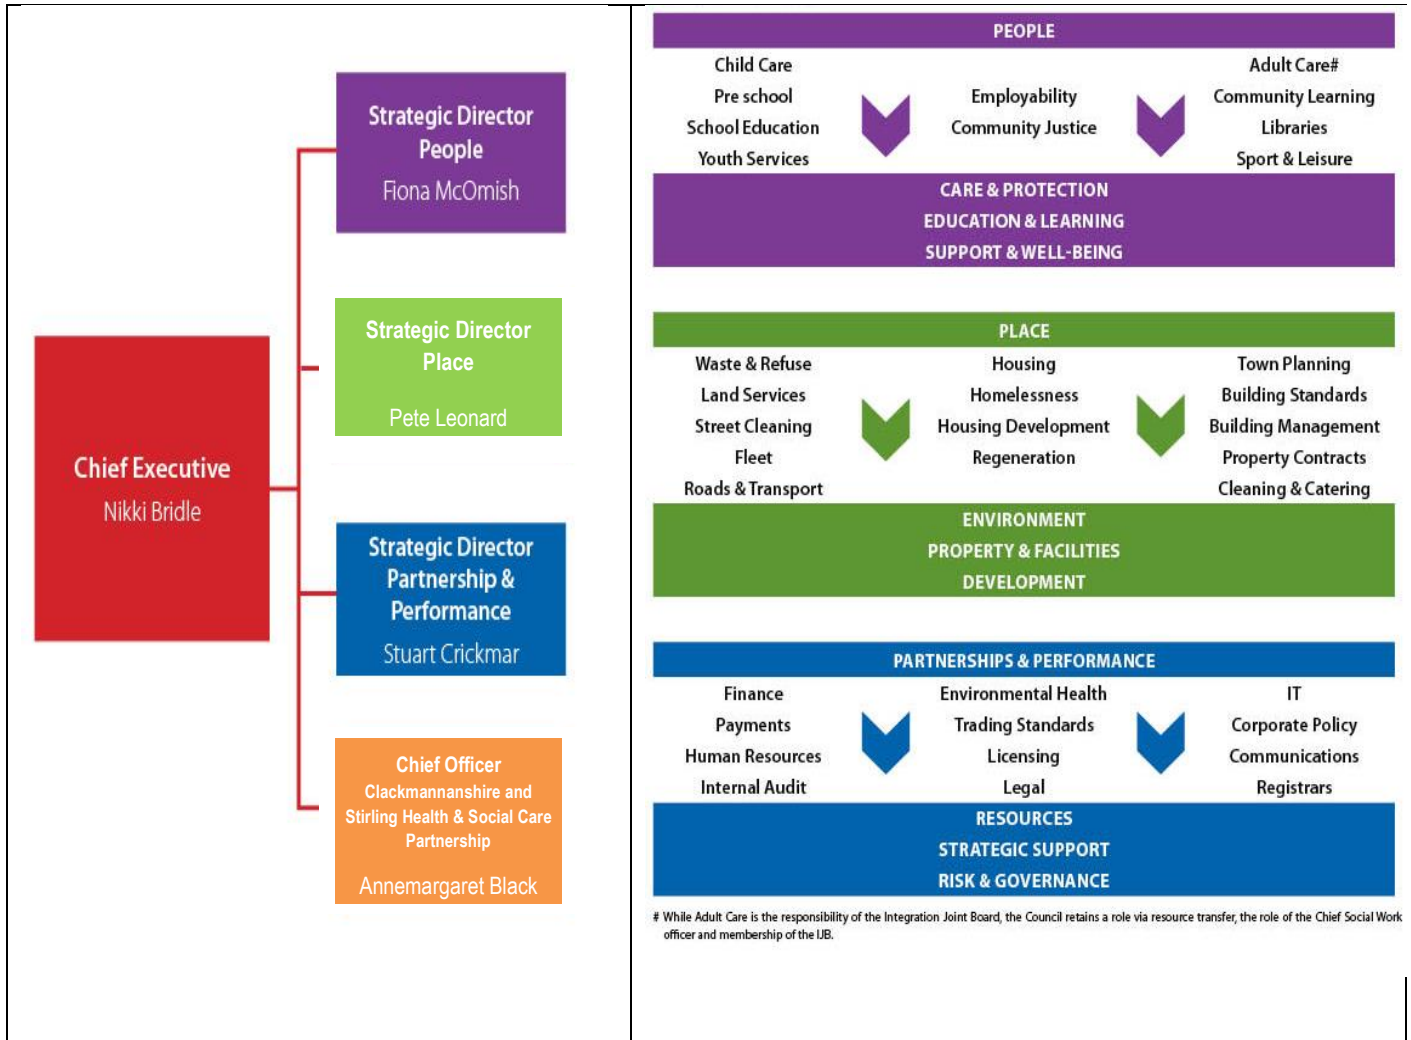 Strategic Director
People
Fiona McOmish
Strategic Director
Place
Pete Leonard
Chief Executive
Nikki Bridle
Strategic Director
Partnership &
Performance
Stuart Crickmar
Chief Officer
Clackmannanshire and
Stirling Health & Social Care
Partnership
Annemargaret Black
PEOPLE
Child Care
Pre school
School Education
Youth Services
Employability
Community Justice
Adult Care#
Community Learning
Libraries
Sport & Leisure
CARE & PROTECTION
EDUCATION & LEARNING
SUPPORT & WELL-BEING
PLACE
Waste & Refuse
Land Services
Street Cleaning
Fleet
Roads & Transport
Housing
Homelessness
Housing Development
Regeneration
Town Planning
Building Standards
Building Management
Property Contracts
Cleaning & Catering
ENVIRONMENT
PROPERTY & FACILITIES
DEVELOPMENT
PARTNERSHIPS & PERFORMANCE
Finance
Payments
Human Resources
Internal Audit
Environmental Health
Trading Standards
Licensing
Legal
IT
Corporate Policy
Communications
Registrars
RESOURCES
STRATEGIC SUPPORT
RISK & GOVERNANCE
# While Adult Care is the responsibility of the Integration Joint Board, the Council retains a role via resource transfer, the role of the Chief Social Work
officer and membership of the IJB.